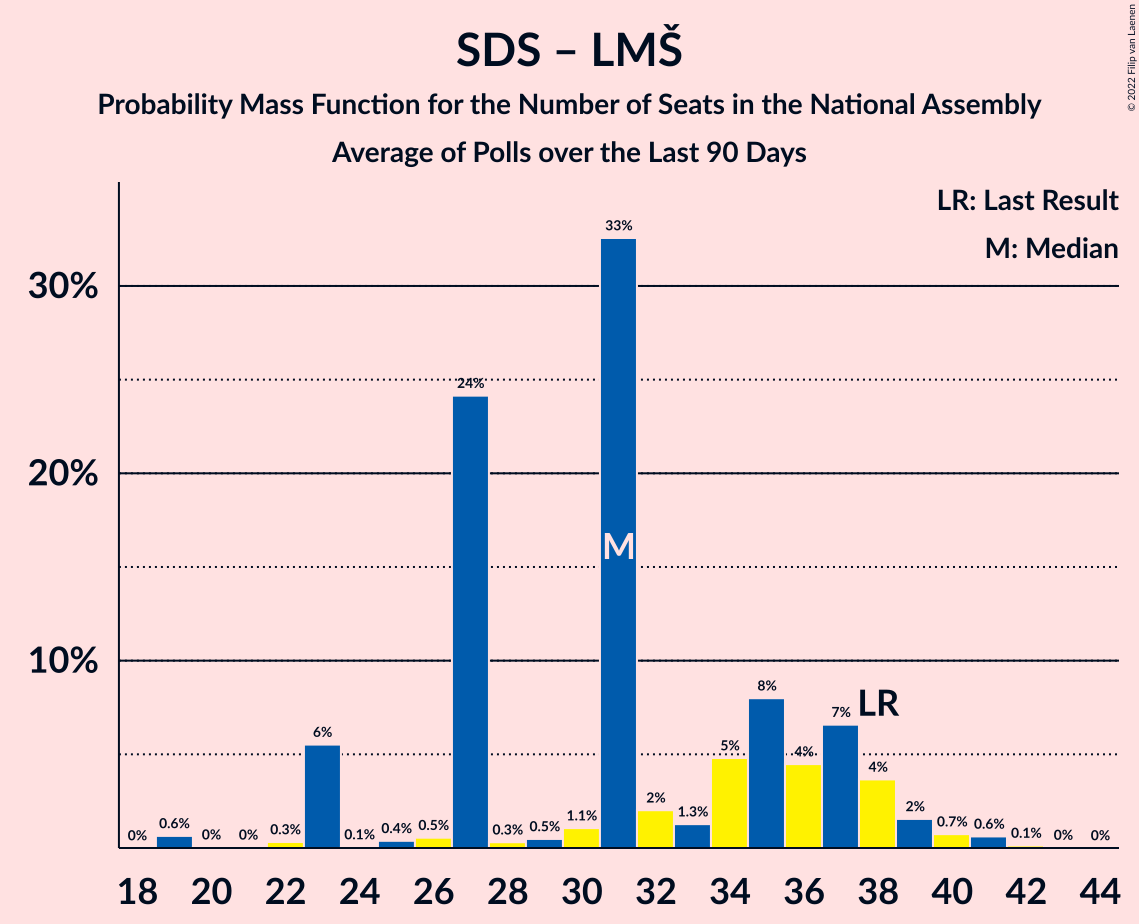 SDS – LMŠ
Probability Mass Function for the Number of Seats in the National Assembly
Average of Polls over the Last 90 Days
© 2022 Filip van Laenen
LR: Last Result
M: Median
30%
20%
10%
0% 0.6% 0% 0% 0.3% 6% 0.1% 0.4% 0.5% 24% 0.3% 0.5% 1.1% 33% 2% 1.3% 5% 8% 4% 7% 4% 2% 0.7% 0.6% 0.1% 0% 0%
M
LR
18 20 22 24 26 28 30 32 34 36 38 40 42 44